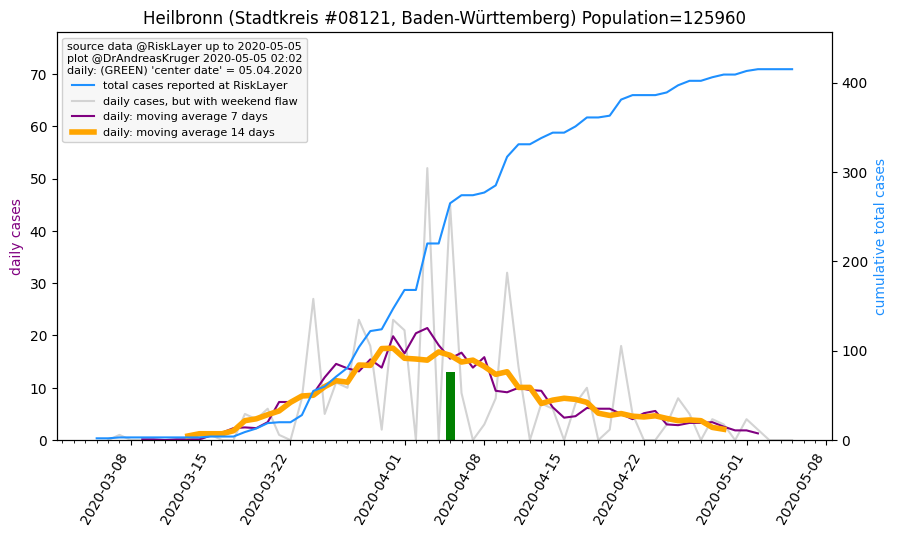 Heilbronn (Stadtkreis #08121, Baden-Württemberg) Population=125960
source data @RiskLayer up to 2020-05-05
plot @DrAndreasKruger 2020-05-05 02:02
daily: (GREEN) 'center date' = 05.04.2020
total cases reported at RiskLayer
daily cases, but with weekend flaw
daily: moving average 7 days
daily: moving average 14 days
daily cases
70
60
50
40
30
20
10
0
400
300
200
100
0
cumulative total cases
2020-03-08
2020-03-15
2020-03-22
2020-04-01
2020-04-08
2020-04-15
2020-04-22
2020-05-01
2020-05-08